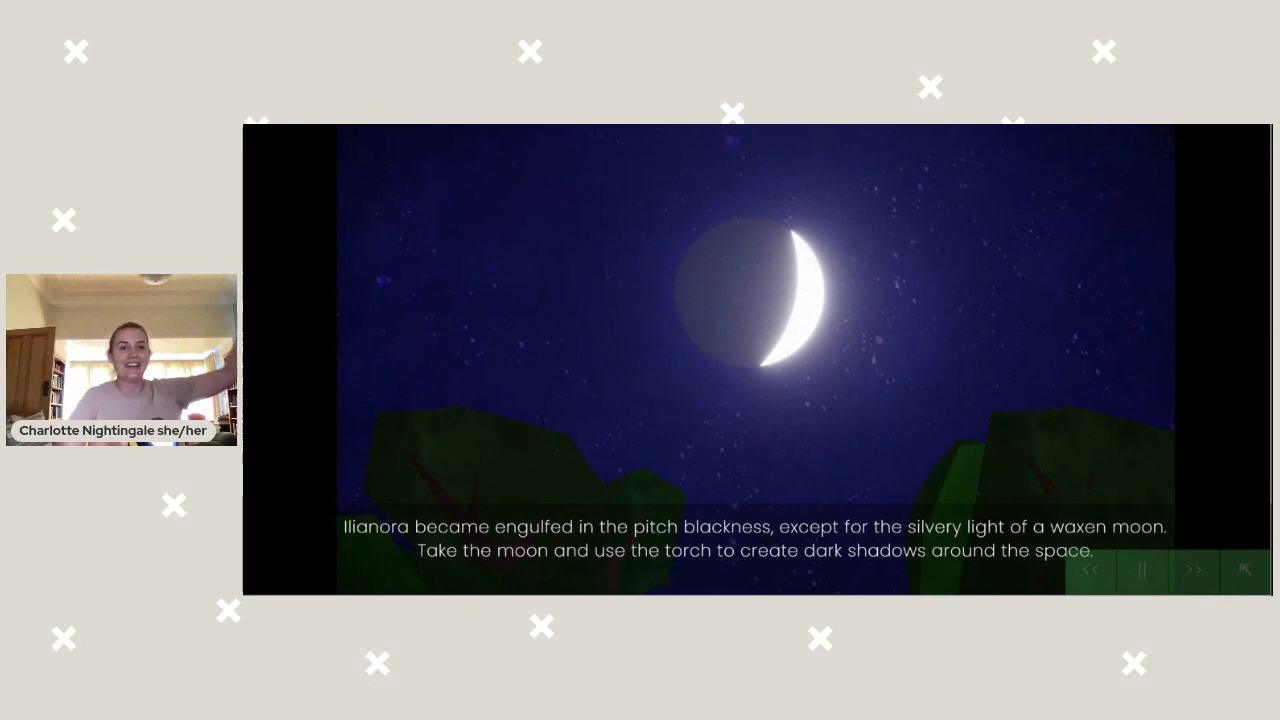 Charlotte Nightingale she/her
Ilianora became engulfed in the pitch blackness, except for the silvery light of a waxen moon.
Take the moon and use the torch to create dark shadows around the space.
<< || >>